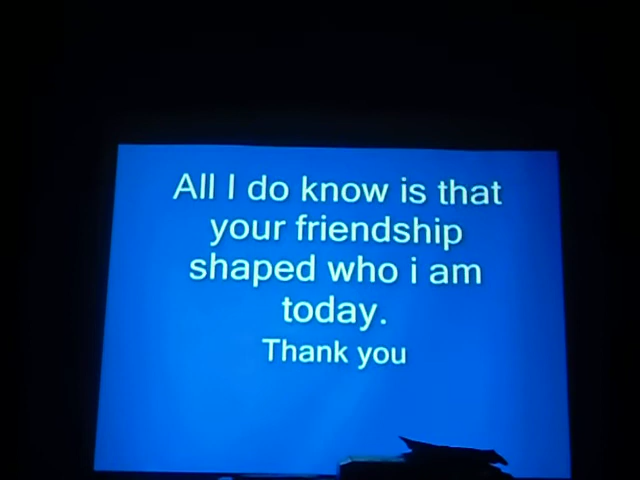 All I do know is that
your friendship
shaped who i am
today.
Thank you